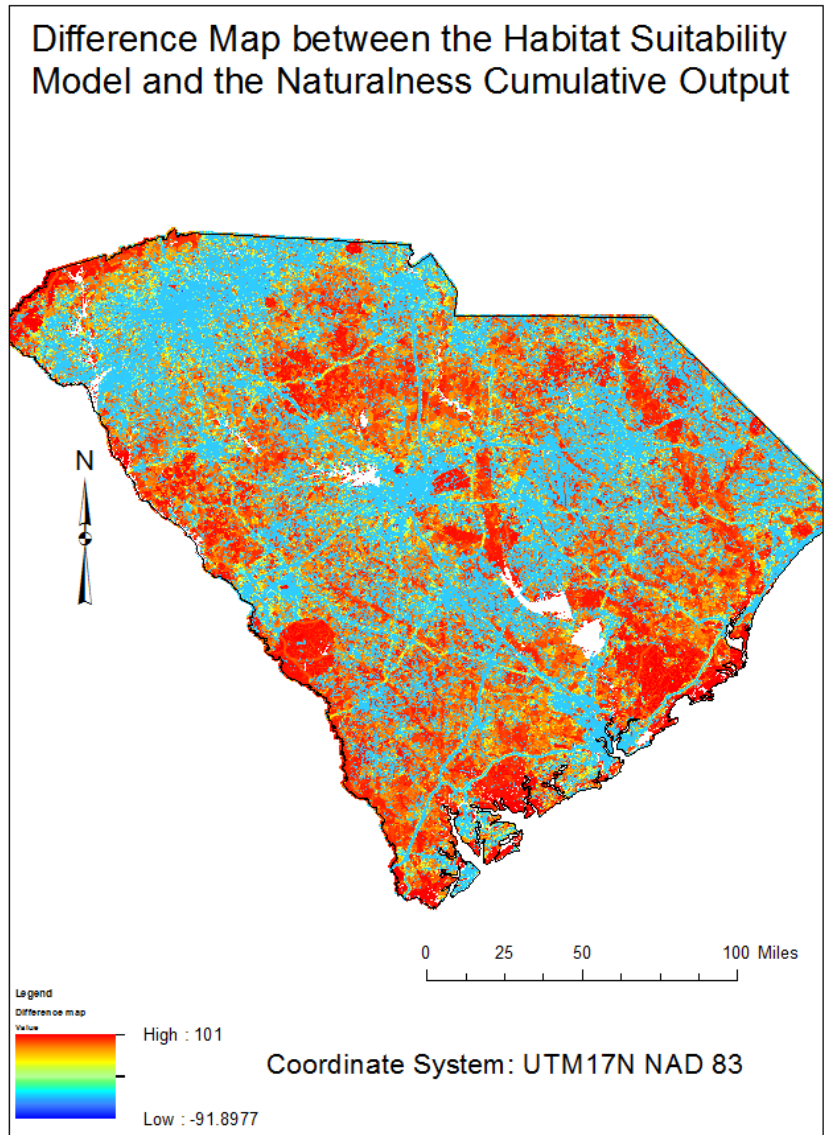 Difference Map between the Habitat Suitability
Model and the Naturalness Cumulative Output
N
0 25 50 100 Miles
Legend
Difference map
Value
High : 101
Low : -91.8977
Coordinate System: UTM17N NAD 83